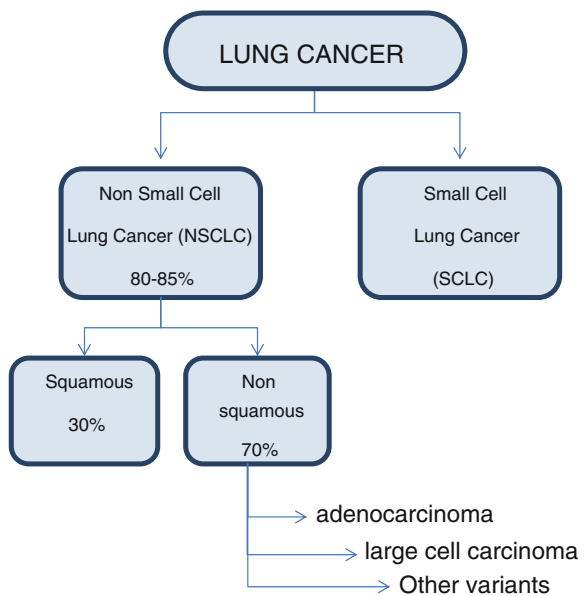 LUNG CANCER
Non Small Cell
Lung Cancer (NSCLC)
80-85%
Small Cell
Lung Cancer
(SCLC)
Squamous
30%
Non
squamous
70%
adenocarcinoma
large cell carcinoma
Other variants